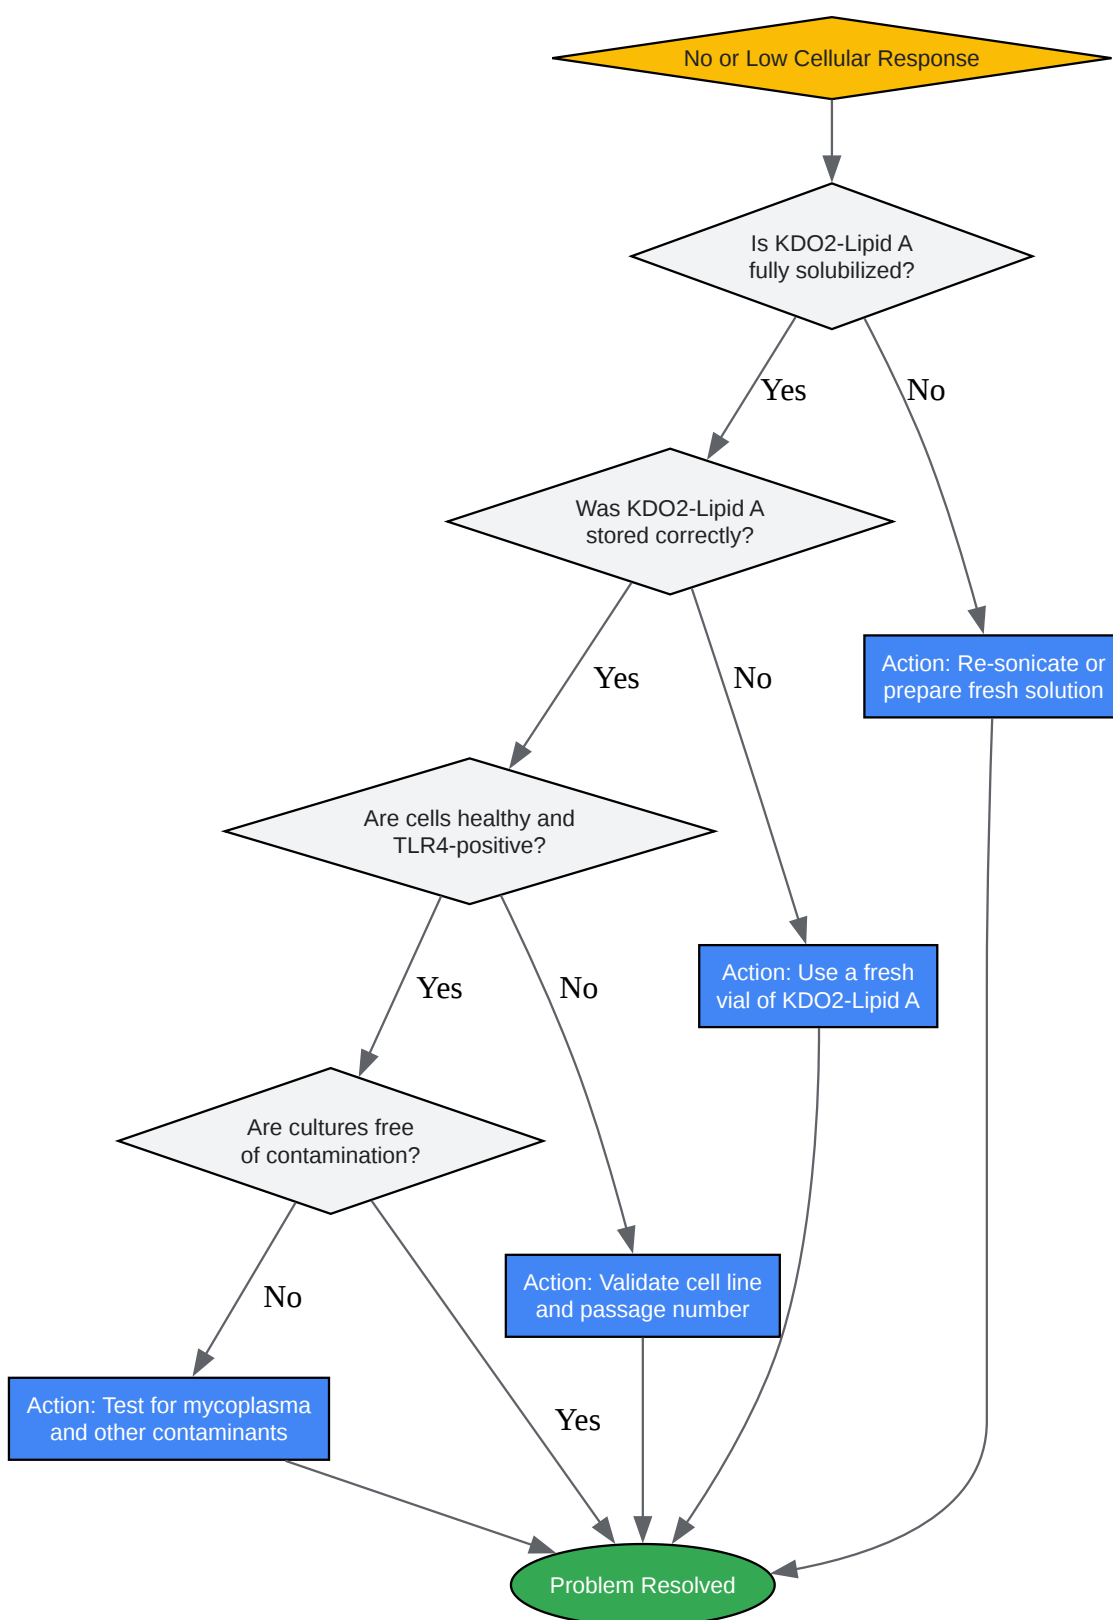 No or Low Cellular Response
Is KDO2-Lipid A
fully solubilized?
Yes
No
Was KDO2-Lipid A
stored correctly?
Yes
No
Action: Re-sonicate or
prepare fresh solution
Are cells healthy and
TLR4-positive?
Yes
No
Action: Use a fresh
vial of KDO2-Lipid A
Are cultures free
of contamination?
No
Yes
Action: Validate cell line
and passage number
Action: Test for mycoplasma
and other contaminants
Problem Resolved